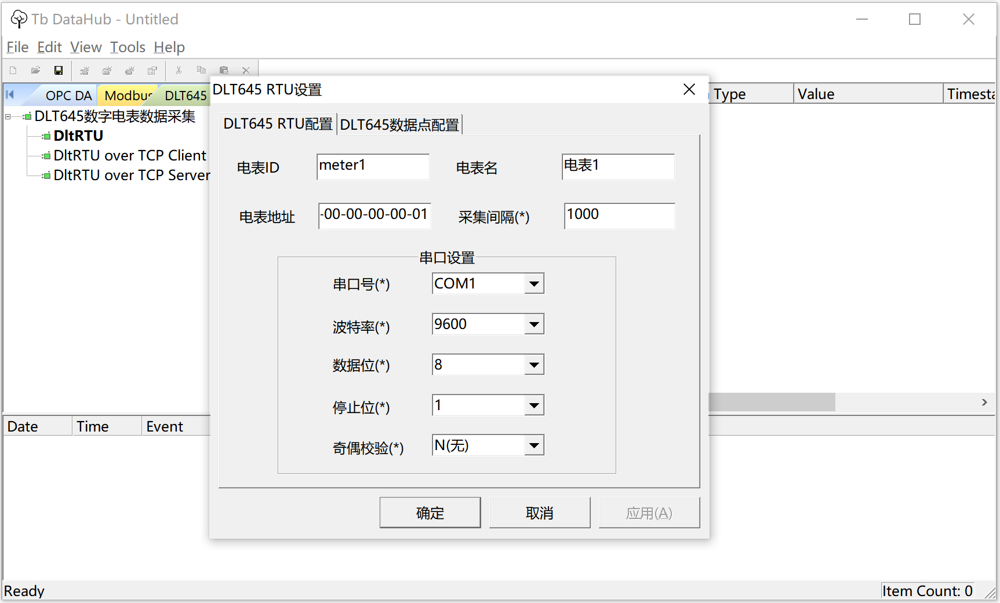 Tb DataHub - Untitled
File Edit View Tools Help
OPC DA Modbus DLT645
Type Value Timesta
DLT645数字电表数据采集
DltRTU
DltRTU over TCP Client
DltRTU over TCP Server
DLT645 RTU设置
DLT645 RTU配置 DLT645数据点配置
电表ID meter1 电表名 电表1
电表地址 -00-00-00-00-01 采集间隔(*) 1000
串口设置
串口号(*) COM1
波特率(*) 9600
数据位(*) 8
停止位(*) 1
奇偶校验(*) N(无)
确定 取消 应用(A)
Date Time Event
Ready Item Count: 0